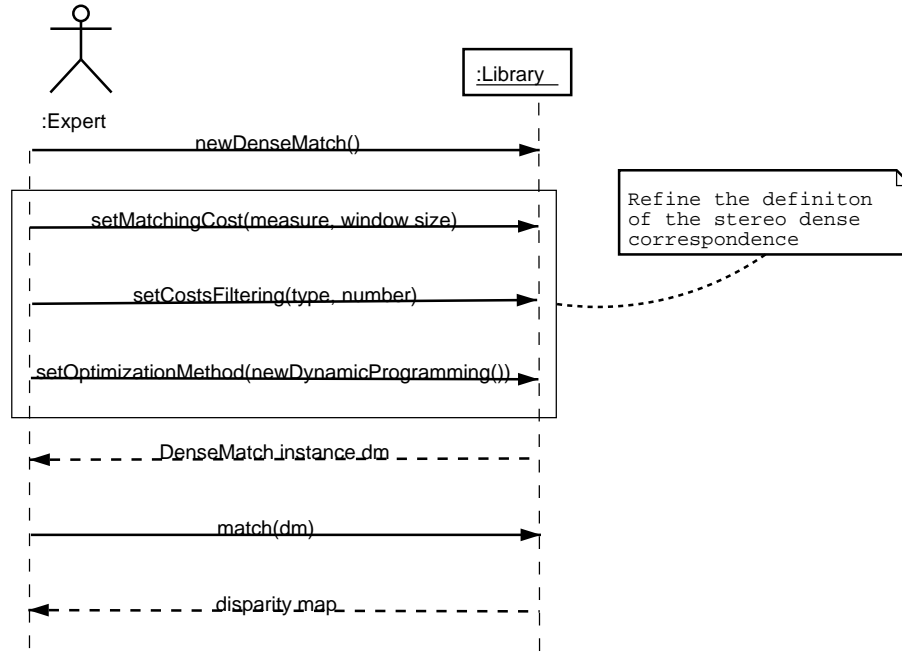 :Library
:Expert
newDenseMatch()
Refine the definiton
of the stereo dense
correspondence
setMatchingCost(measure, window size)
setCostsFiltering(type, number)
setOptimizationMethod(newDynamicProgramming())
DenseMatch instance dm
match(dm)
disparity map